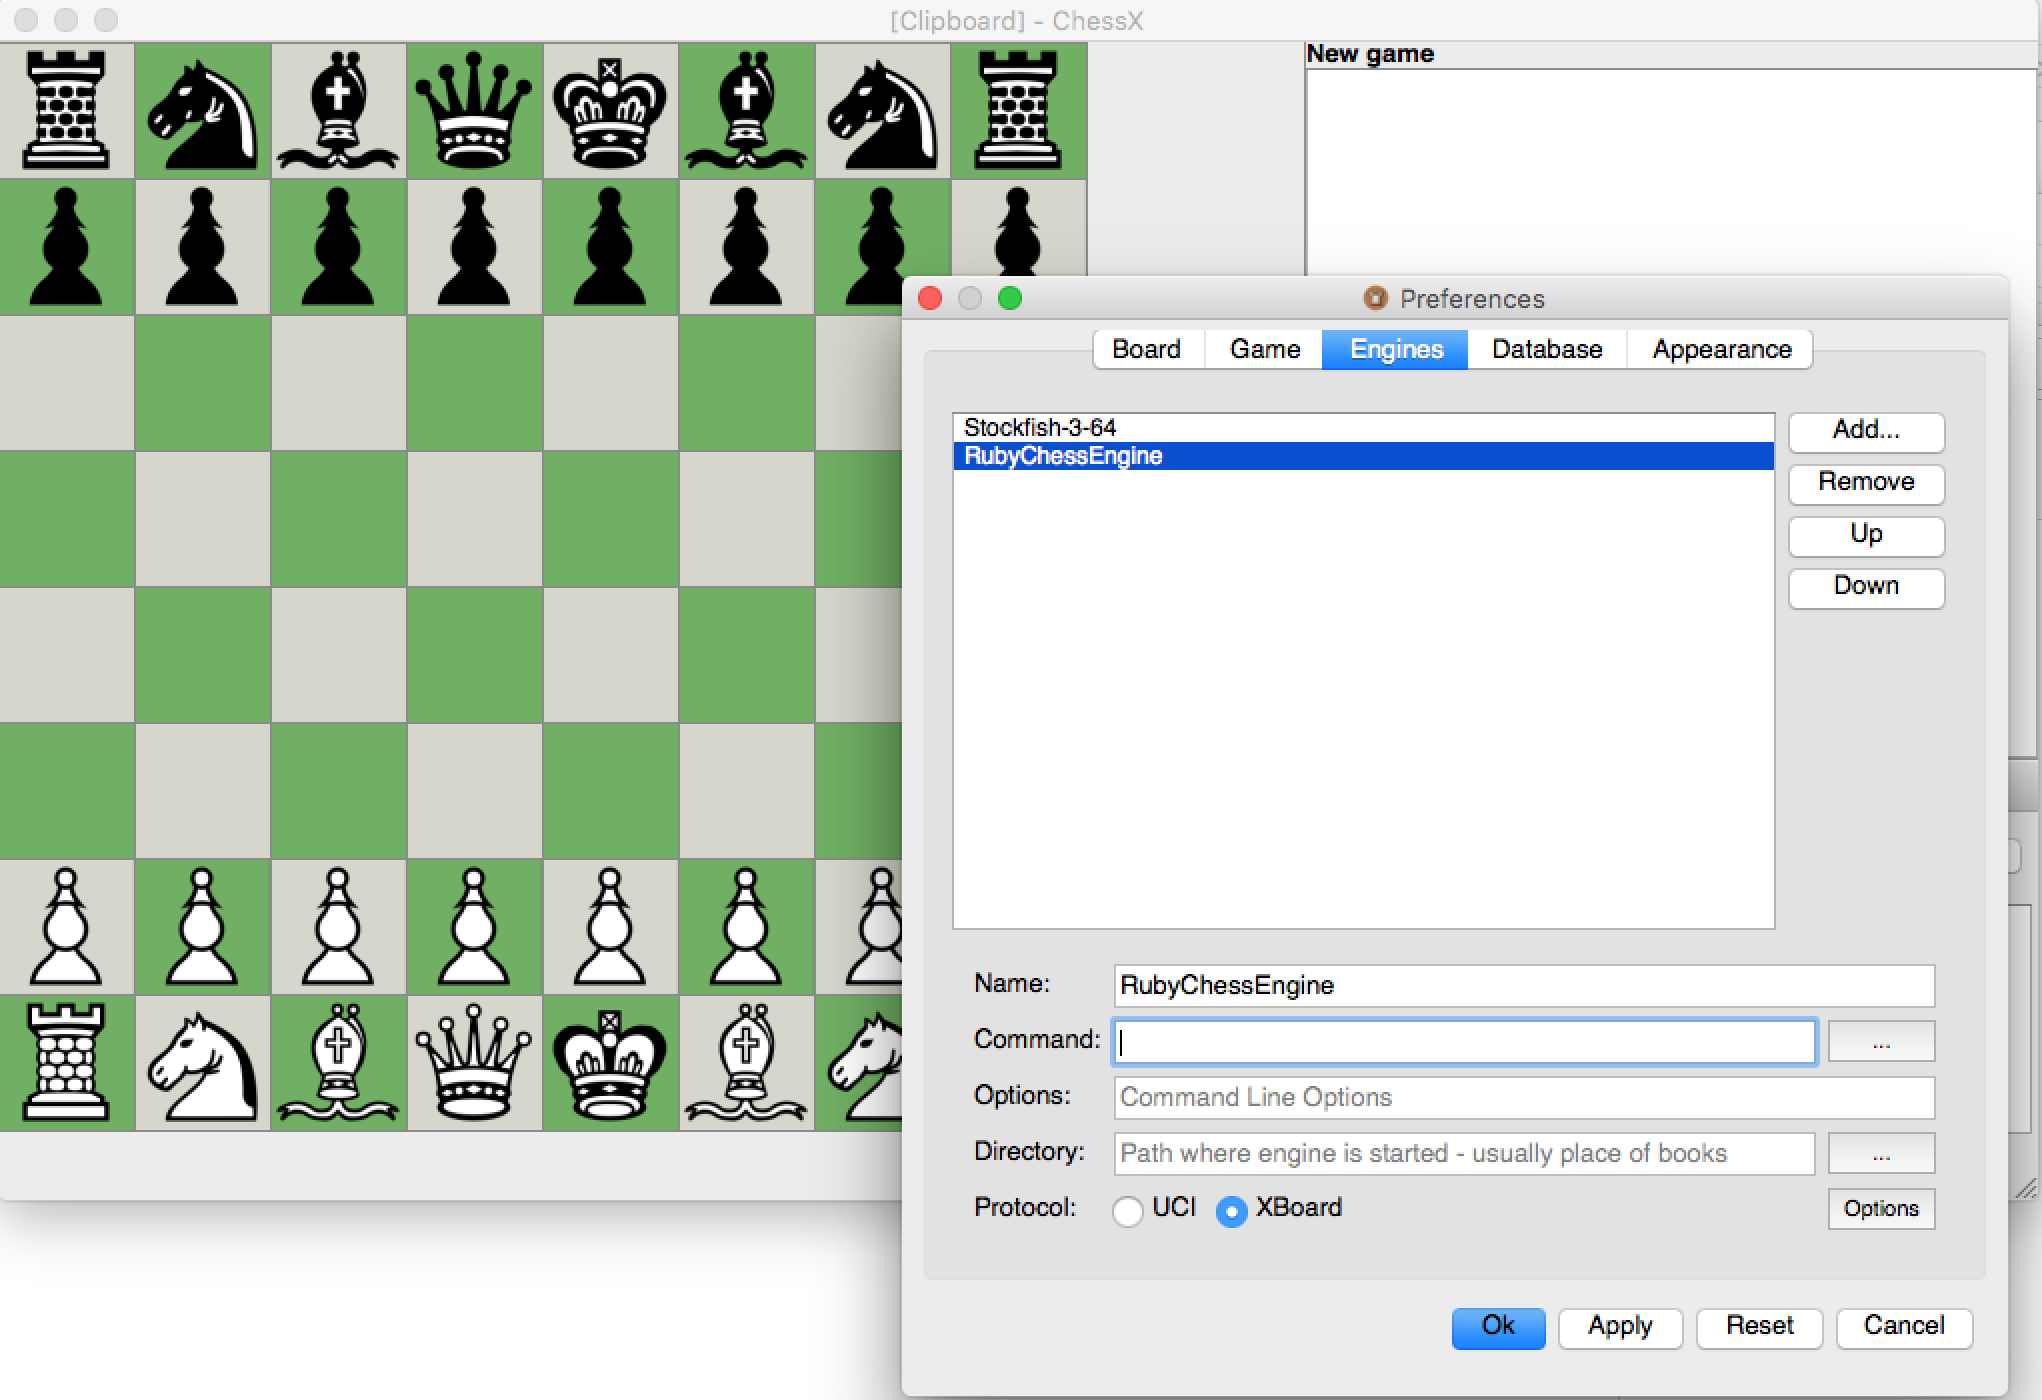 [Clipboard] - ChessX
New game
Preferences
Board Game Engines Database Appearance
Stockfish-3-64
RubyChessEngine
Add...
Remove
Up
Down
Name: RubyChessEngine
Command: ...
Options: Command Line Options
Directory: Path where engine is started - usually place of books ...
Protocol: UCI XBoard Options
Ok Apply Reset Cancel